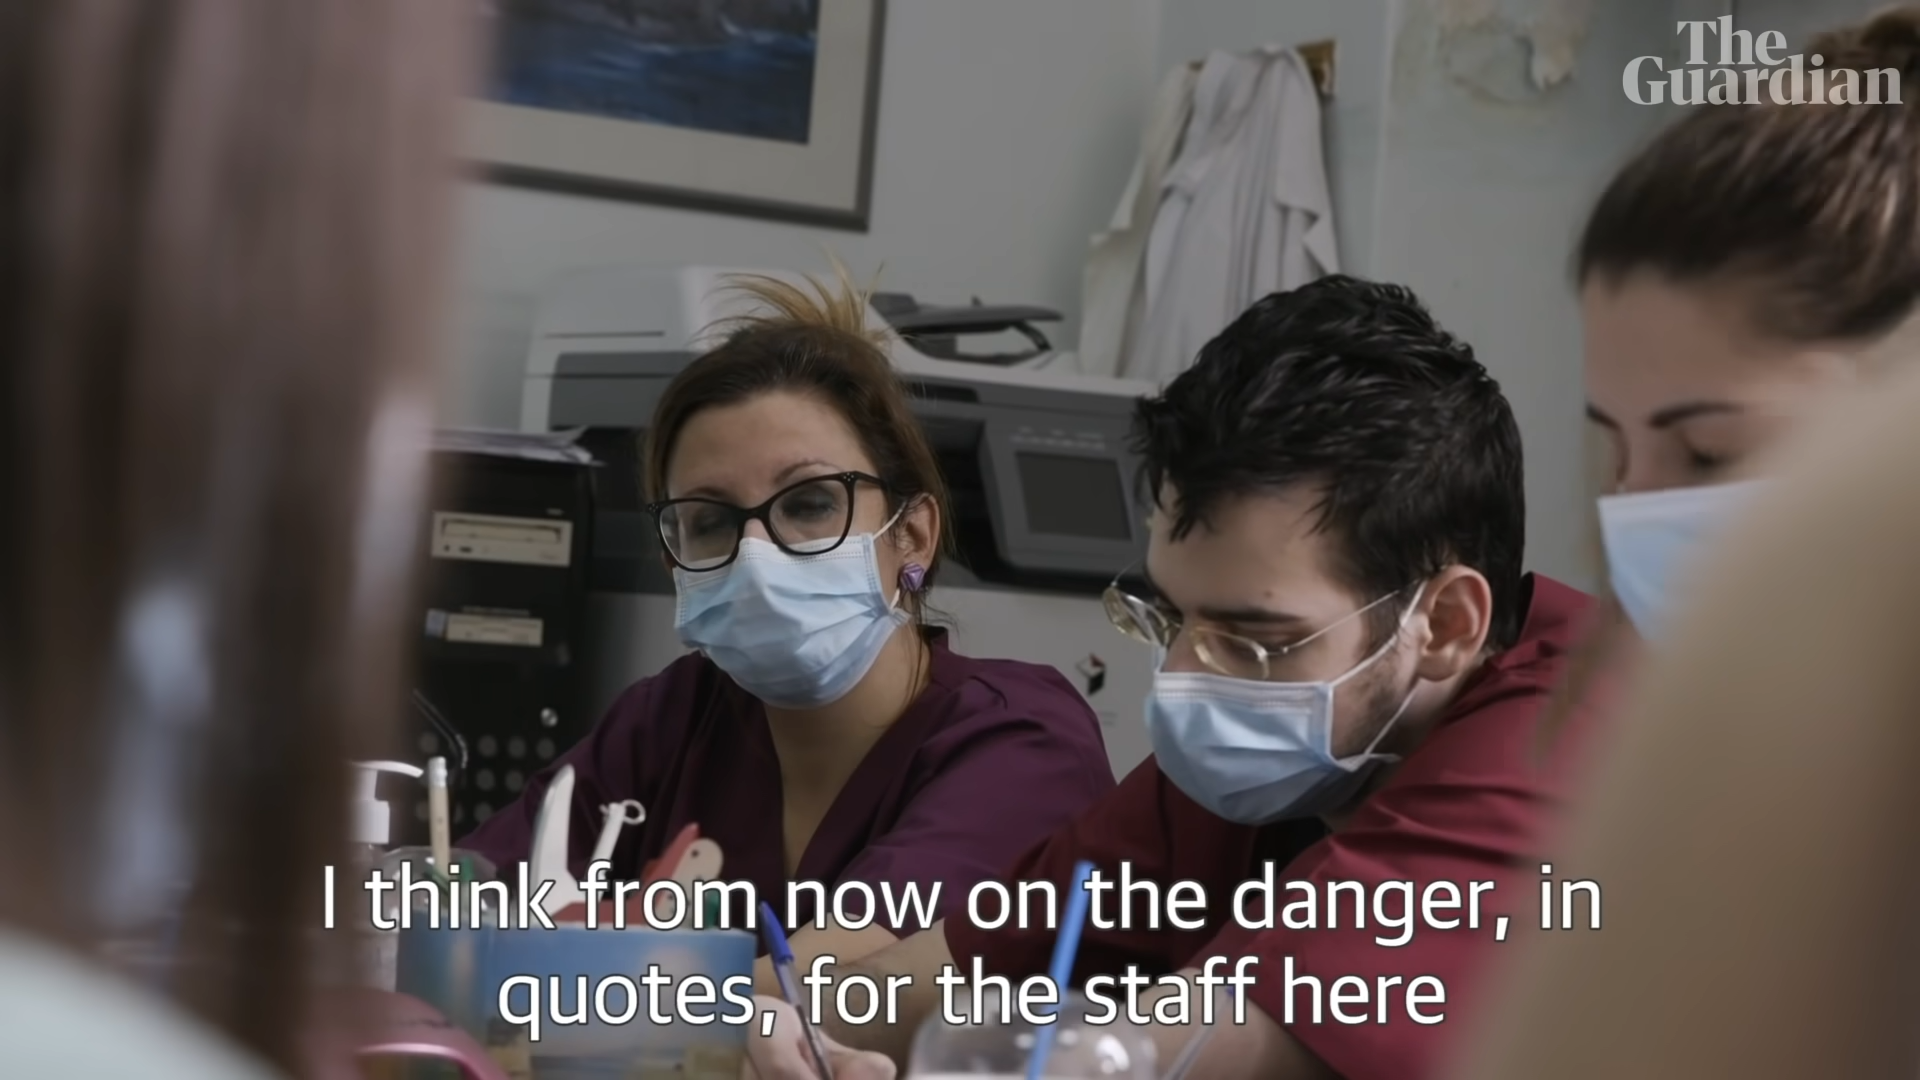 The
Guardian
I think from now on the danger, in
quotes, for the staff here